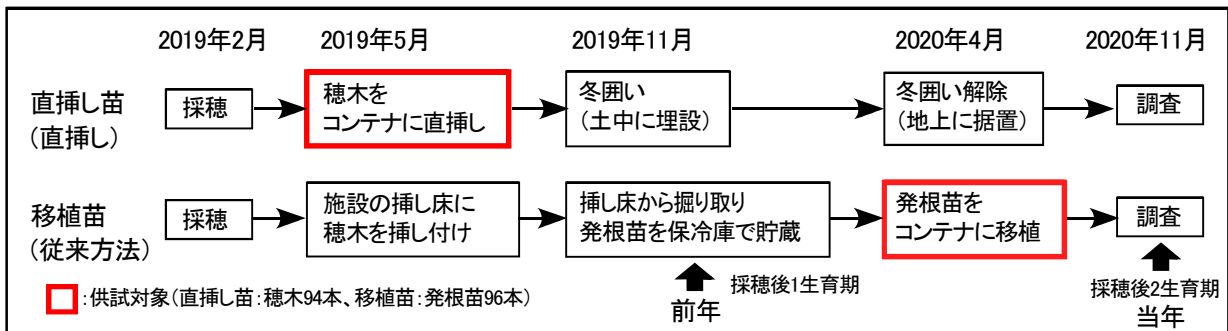 2019年2月 2019年5月 2019年11月 2020年4月 2020年11月
直挿し苗
(直挿し)
採穂
穂木を
コンテナに直挿し
冬囲い
(土中に埋設)
冬囲い解除
(地上に据置)
調査
移植苗
(従来方法)
採穂
施設の挿し床に
穂木を挿し付け
挿し床から掘り取り
発根苗を保冷庫で貯蔵
発根苗を
コンテナに移植
調査
:供試対象(直挿し苗:穂木94本、移植苗:発根苗96本)
採穂後1生育期
前年
採穂後2生育期
当年